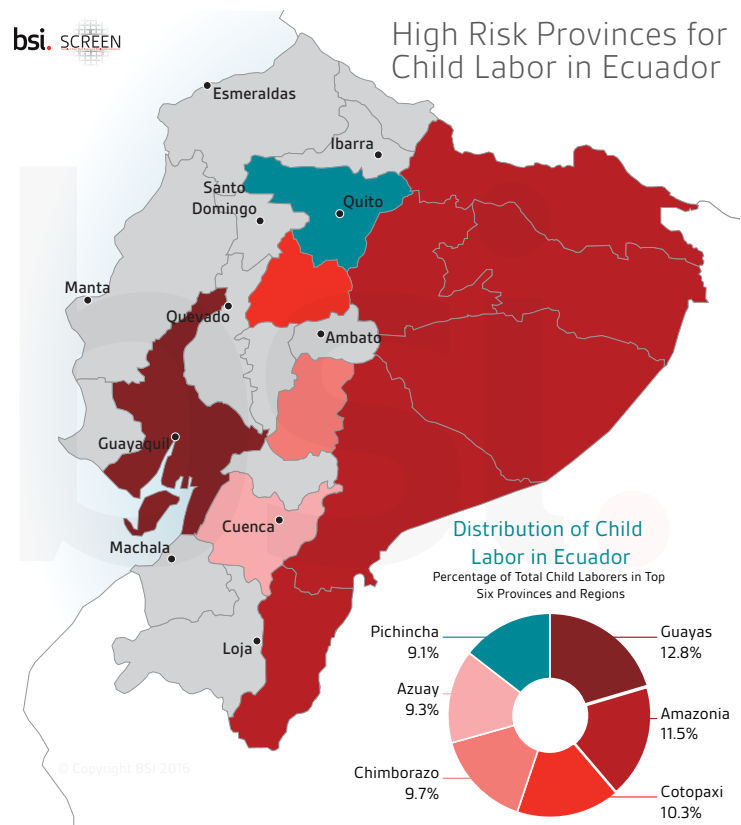 bsi. SCREEN
High Risk Provinces for
Child Labor in Ecuador
Esmeraldas
Ibarra
Santo
Domingo
Quito
Manta
Quevado
Ambato
Guayaquil
Cuenca
Machala
Loja
Distribution of Child
Labor in Ecuador
Percentage of Total Child Laborers in Top
Six Provinces and Regions
Pichincha
9.1%
Guayas
12.8%
Azuay
9.3%
Amazonia
11.5%
Chimborazo
9.7%
Cotopaxi
10.3%
© Copyright BSI 2016
bsi.